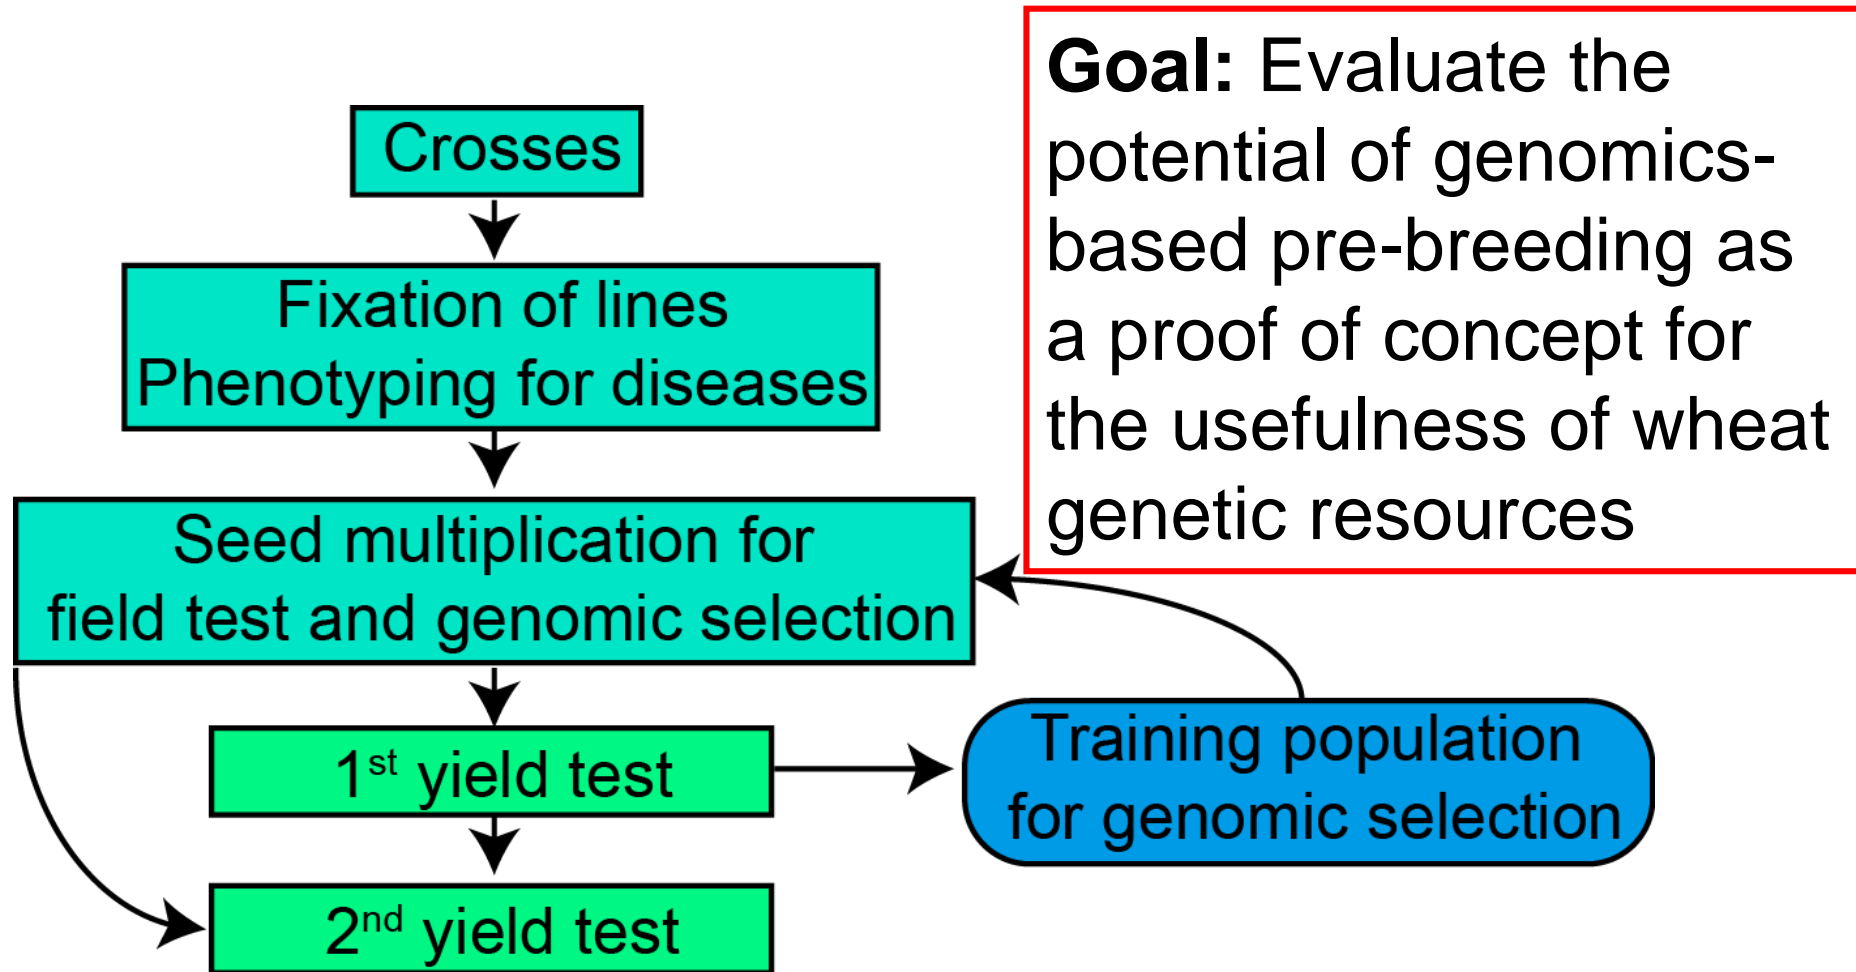 Crosses
Fixation of lines
Phenotyping for diseases
Seed multiplication for
field test and genomic selection
1st yield test
2nd yield test
Training population
for genomic selection
Goal: Evaluate the
potential of genomics-
based pre-breeding as
a proof of concept for
the usefulness of wheat
genetic resources